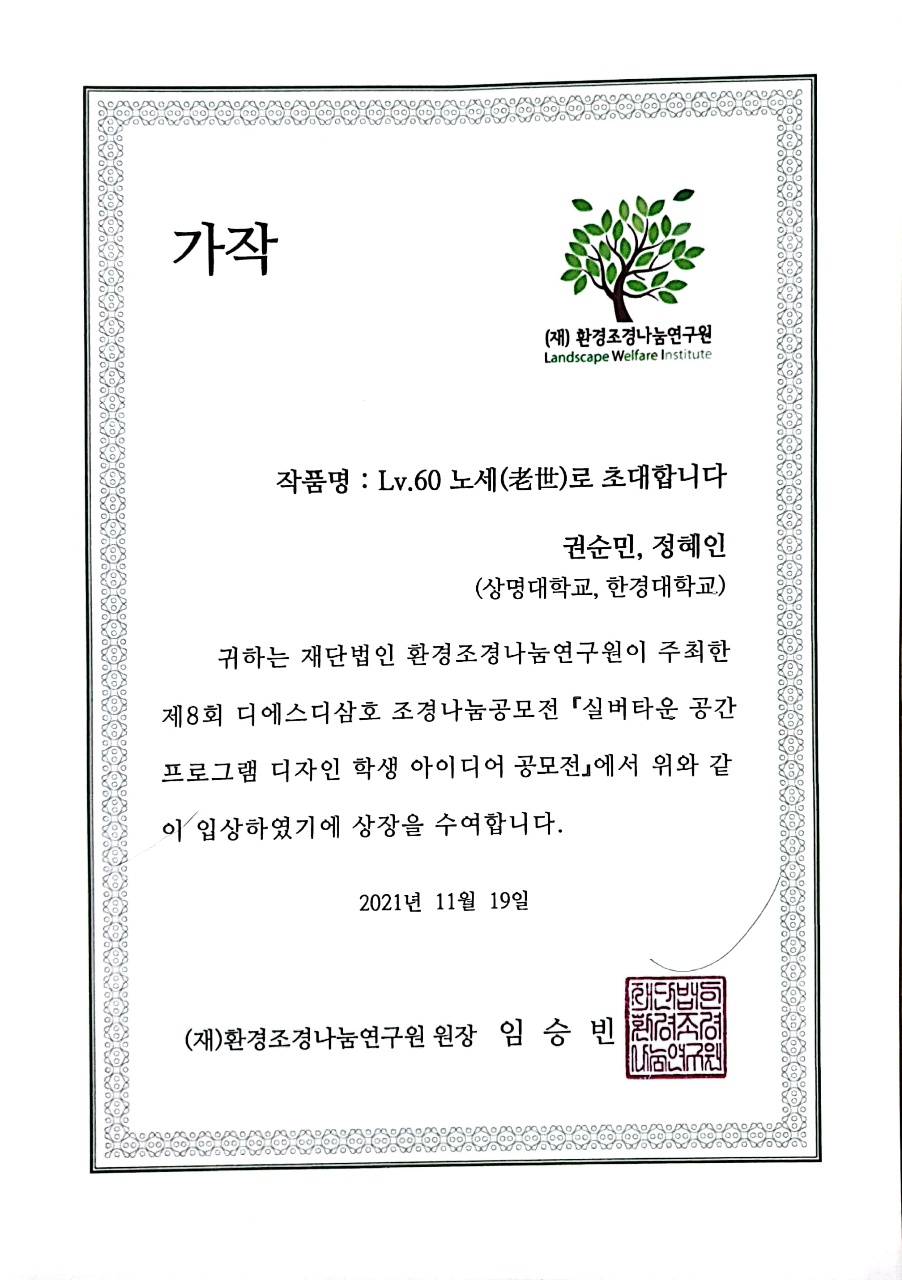 가작
(재) 환경조경나눔연구원
Landscape Welfare Institute
작품명 : Lv.60 노세(老世)로 초대합니다
권순민, 정혜인
(상명대학교, 한경대학교)
귀하는 재단법인 환경조경나눔연구원이 주최한
제8회 디에스디삼호 조경나눔공모전 『실버타운 공간
프로그램 디자인 학생 아이디어 공모전』에서 위와 같
이 입상하였기에 상장을 수여합니다.
2021년 11월 19일
(재)환경조경나눔연구원 원장 임 승 빈
재단법인
환경조경
나눔연구원